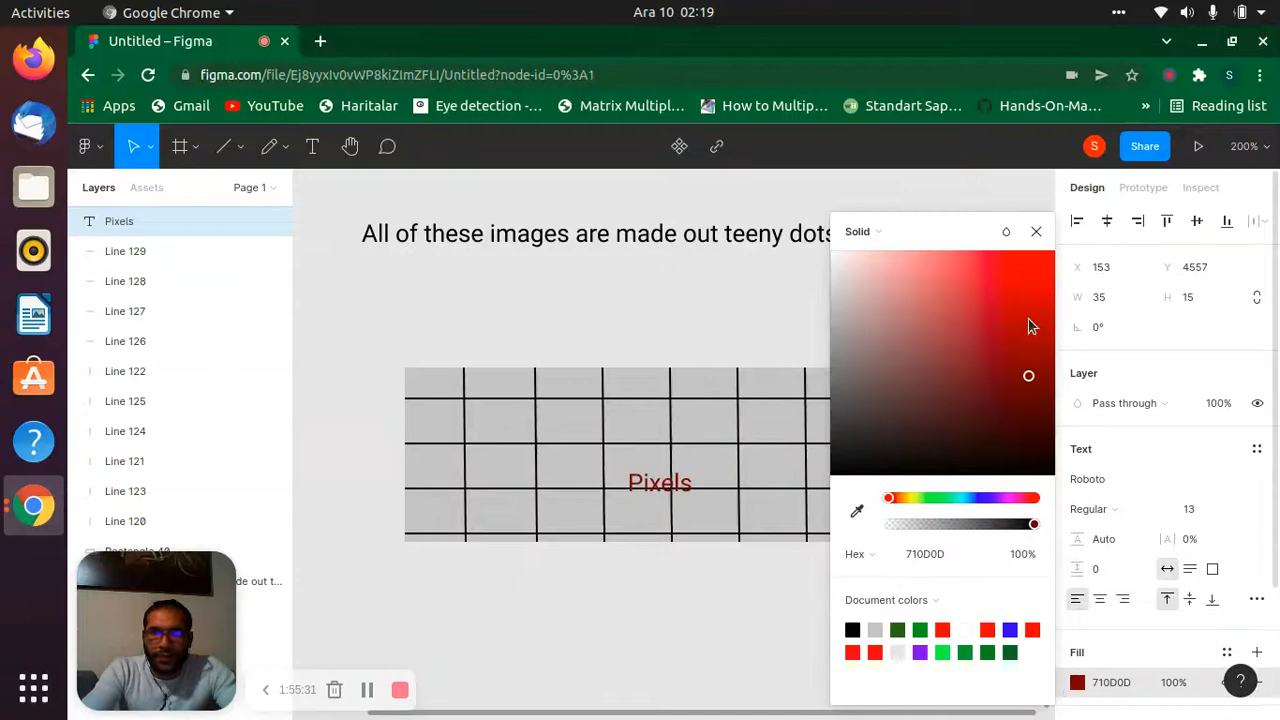 Activities
Google Chrome
Ara 10 02:19
Untitled – Figma
figma.com/file/Ej8yyxIv0vWP8kiZImZFLI/Untitled?node-id=0%3A1
S
Apps
Gmail
YouTube
Haritalar
Eye detection -...
Matrix Multipl...
How to Multip...
Standart Sap...
Hands-On-Ma...
»
Reading list
T
S
Share
200%
Layers
Assets
Page 1
Design
Prototype
Inspect
T Pixels
Line 129
Line 128
Line 127
Line 126
Line 122
Line 125
Line 124
Line 121
Line 123
Line 120
de out t...
All of these images are made out teeny dots
Pixels
Solid
Hex
710D0D
100%
Document colors
X 153
Y 4557
W 35
H 15
0°
Layer
Pass through
100%
Text
Roboto
Regular
13
A Auto
|A| 0%
0
Fill
710D0D
100%
?
1:55:31